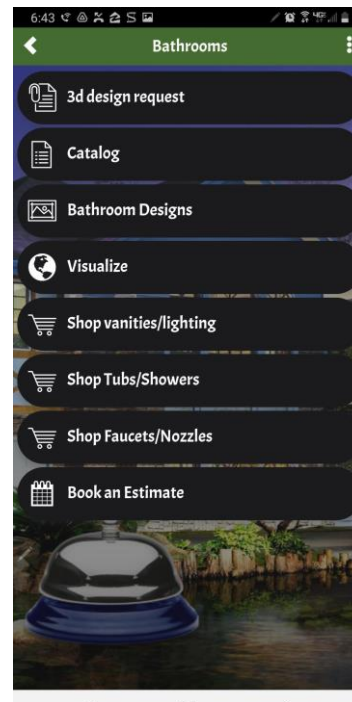 6:43
Bathrooms
3d design request
Catalog
Bathroom Designs
Visualize
Shop vanities/lighting
Shop Tubs/Showers
Shop Faucets/Nozzles
Book an Estimate